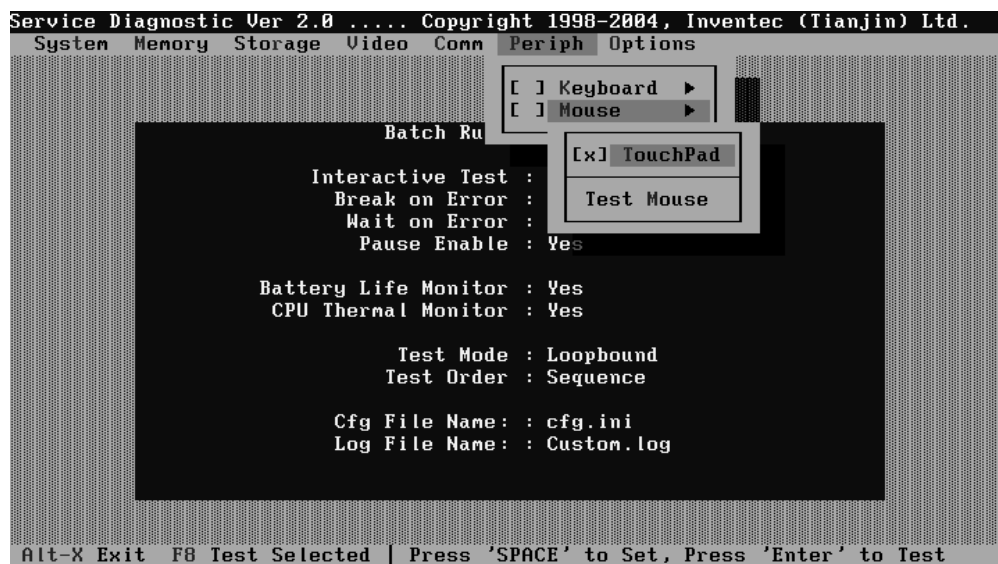 Service Diagnostic Ver 2.0 ..... Copyright 1998-2004, Inventec (Tianjin) Ltd.
System Memory Storage Video Comm Periph Options
[ ] Keyboard ►
[ ] Mouse ►
Batch Ru
[x] TouchPad
Interactive Test :
Break on Error : Test Mouse
Wait on Error :
Pause Enable : Yes
Battery Life Monitor : Yes
CPU Thermal Monitor : Yes
Test Mode : Loopbound
Test Order : Sequence
Cfg File Name: : cfg.ini
Log File Name: : Custom.log
Alt-X Exit F8 Test Selected | Press 'SPACE' to Set, Press 'Enter' to Test